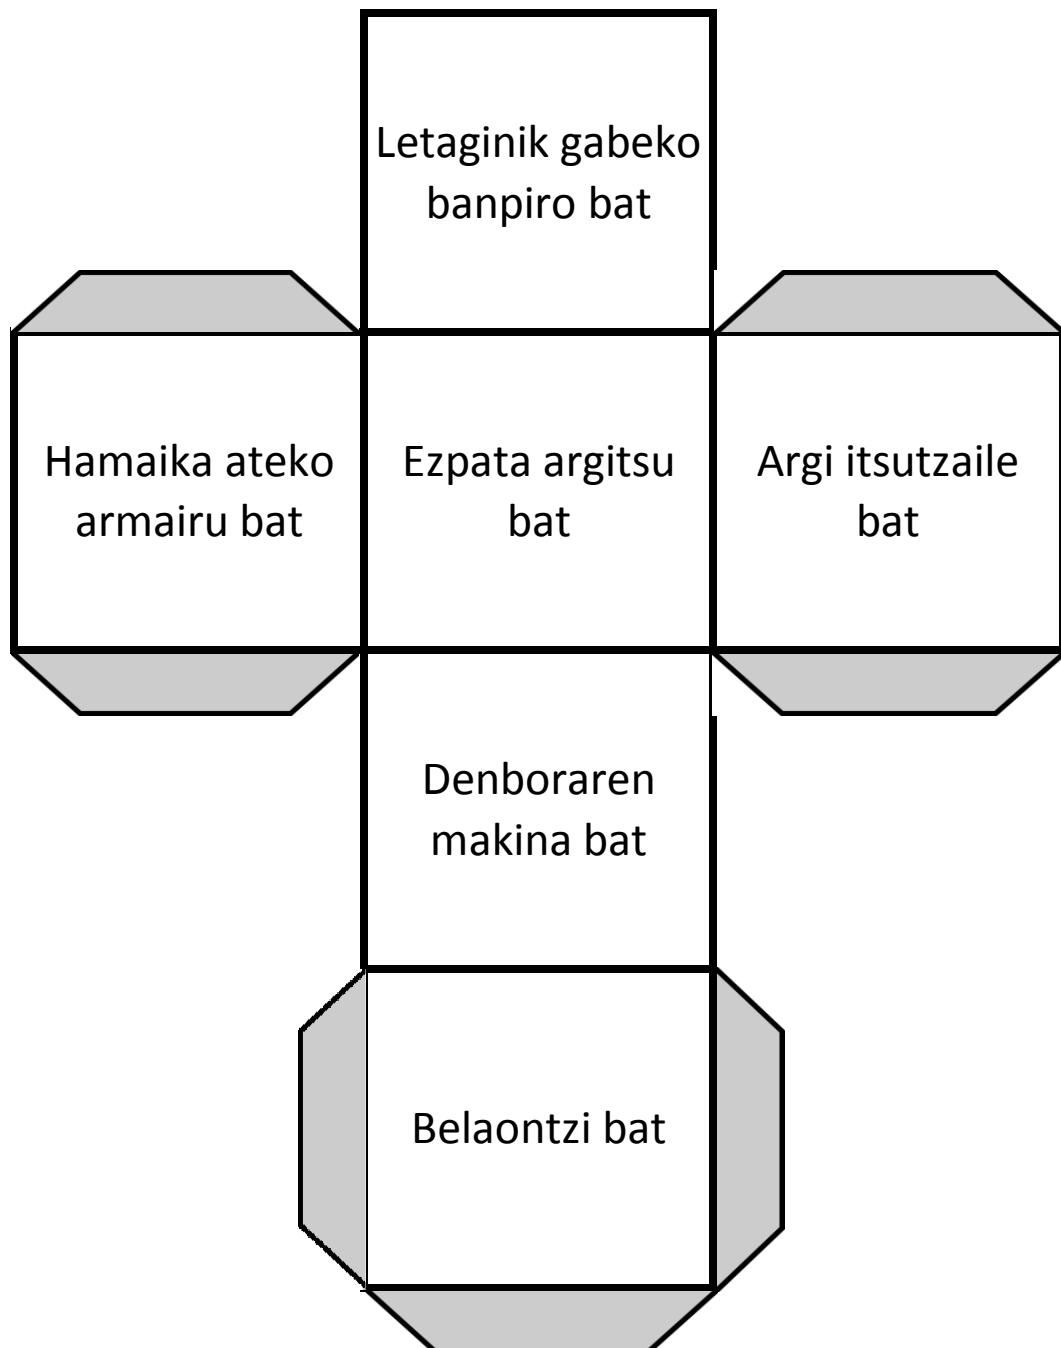 Letaginik gabeko
banpiro bat
Hamaika ateko
armairu bat
Ezpata argitsu
bat
Argi itsutzaile
bat
Denboraren
makina bat
Belaontzi bat